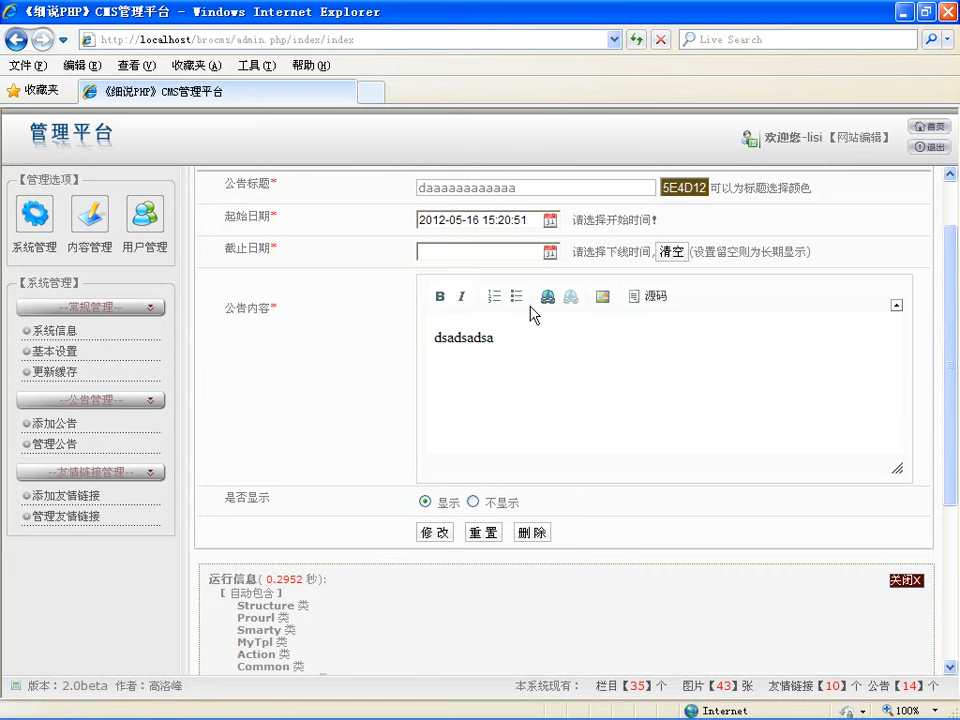 《细说PHP》CMS管理平台 - Windows Internet Explorer
http://localhost/brocms/admin.php/index/index
Live Search
文件(F) 编辑(E) 查看(V) 收藏夹(A) 工具(T) 帮助(H)
收藏夹 《细说PHP》CMS管理平台
管理平台
欢迎您-lisi 【网站编辑】
首页
退出
【管理选项】
系统管理 内容管理 用户管理
【系统管理】
--常规管理--
系统信息
基本设置
更新缓存
--公告管理--
添加公告
管理公告
--友情链接管理--
添加友情链接
管理友情链接
公告标题* daaaaaaaaaaaa 5E4D12 可以为标题选择颜色
起始日期* 2012-05-16 15:20:51 请选择开始时间!
截止日期* 请选择下线时间, 清空 (设置留空则为长期显示)
公告内容*
B I 源码
dsadsadsa
是否显示 显示 不显示
修 改 重 置 删 除
运行信息( 0.2952 秒): 关闭X
[ 自动包含 ]
Structure 类
Prourl 类
Smarty 类
MyTpl 类
Action 类
Common 类
版本：2.0beta 作者：高洛峰 本系统现有： 栏目【35】个 图片【43】张 友情链接【10】个 公告【14】个
Internet 100%